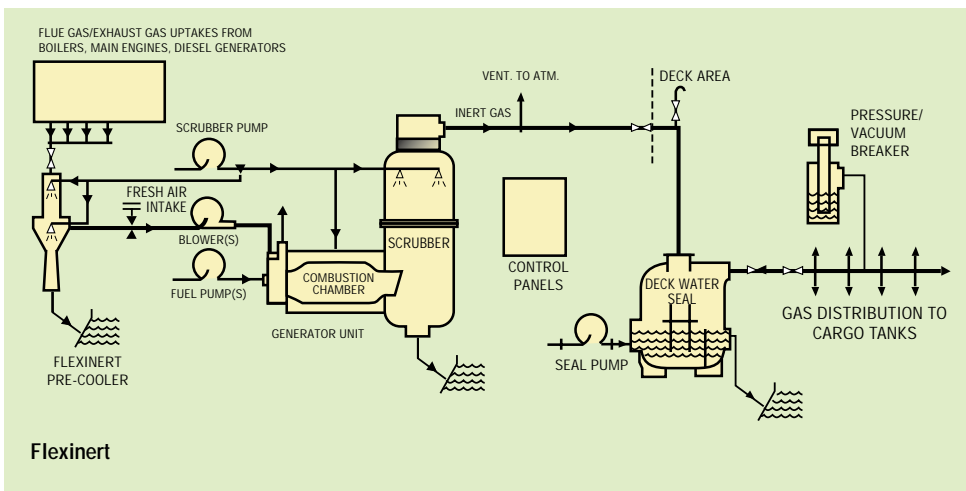 FLUE GAS/EXHAUST GAS UPTAKES FROM
BOILERS, MAIN ENGINES, DIESEL GENERATORS
VENT. TO ATM.
DECK AREA
INERT GAS
PRESSURE/
VACUUM
BREAKER
SCRUBBER PUMP
FRESH AIR
INTAKE
BLOWER(S)
SCRUBBER
COMBUSTION
CHAMBER
FUEL PUMP(S)
CONTROL
PANELS
DECK WATER
SEAL
GENERATOR UNIT
GAS DISTRIBUTION TO
CARGO TANKS
SEAL PUMP
FLEXINERT
PRE-COOLER
Flexinert